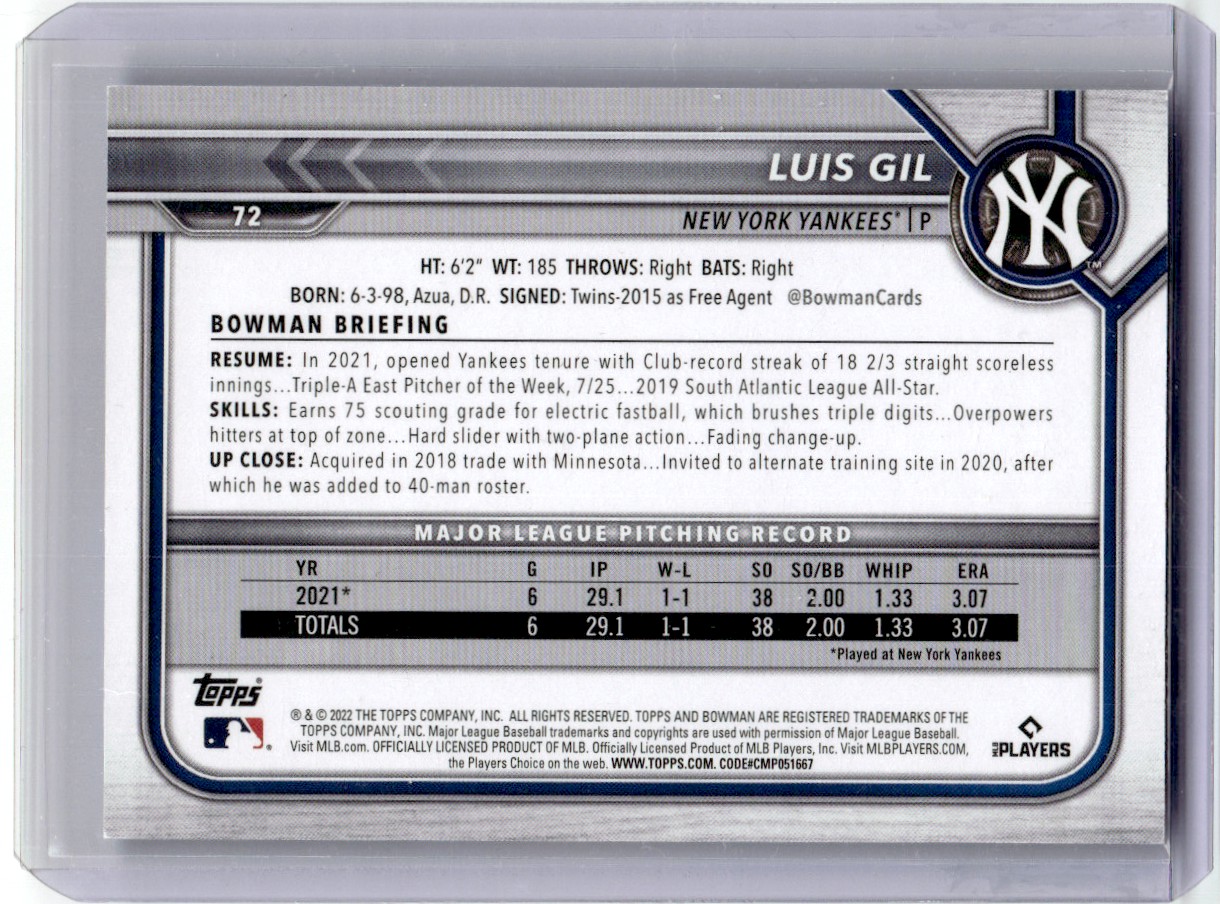 LUIS GIL
72
NEW YORK YANKEES® | P
NY
TM
HT: 6'2" WT: 185 THROWS: Right BATS: Right
BORN: 6-3-98, Azua, D.R. SIGNED: Twins-2015 as Free Agent @BowmanCards
BOWMAN BRIEFING
RESUME: In 2021, opened Yankees tenure with Club-record streak of 18 2/3 straight scoreless
innings...Triple-A East Pitcher of the Week, 7/25...2019 South Atlantic League All-Star.
SKILLS: Earns 75 scouting grade for electric fastball, which brushes triple digits...Overpowers
hitters at top of zone...Hard slider with two-plane action...Fading change-up.
UP CLOSE: Acquired in 2018 trade with Minnesota...Invited to alternate training site in 2020, after
which he was added to 40-man roster.
MAJOR LEAGUE PITCHING RECORD
YR G IP W-L SO SO/BB WHIP ERA
2021* 6 29.1 1-1 38 2.00 1.33 3.07
TOTALS 6 29.1 1-1 38 2.00 1.33 3.07
*Played at New York Yankees
Topps®
® & © 2022 THE TOPPS COMPANY, INC. ALL RIGHTS RESERVED. TOPPS AND BOWMAN ARE REGISTERED TRADEMARKS OF THE
TOPPS COMPANY, INC. Major League Baseball trademarks and copyrights are used with permission of Major League Baseball.
Visit MLB.com. OFFICIALLY LICENSED PRODUCT OF MLB. Officially Licensed Product of MLB Players, Inc. Visit MLBPLAYERS.COM,
the Players Choice on the web. WWW.TOPPS.COM. CODE#CMP051667
MLB PLAYERS